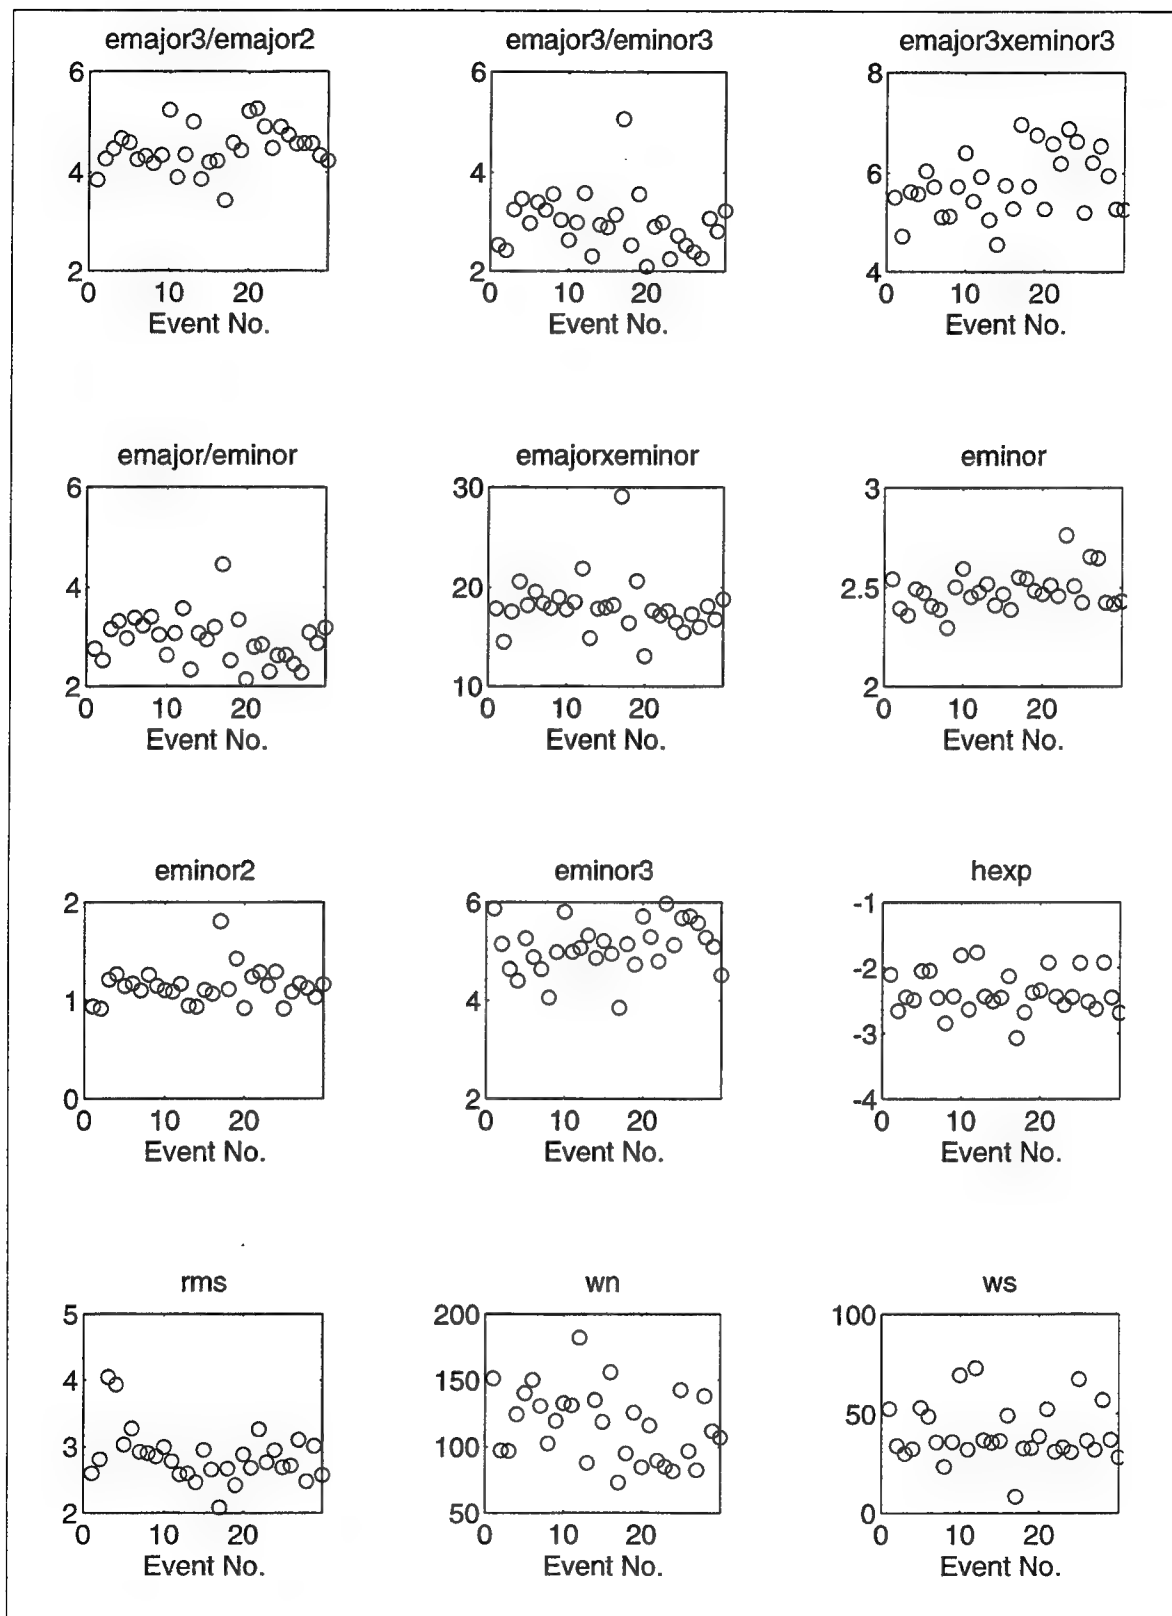 emajor3/emajor2
6
4
2
0 10 20
Event No.
emajor3/eminor3
6
4
2
0 10 20
Event No.
emajor3xeminor3
8
6
4
0 10 20
Event No.
emajor/eminor
6
4
2
0 10 20
Event No.
emajorxeminor
30
20
10
0 10 20
Event No.
eminor
3
2.5
2
0 10 20
Event No.
eminor2
2
1
0
0 10 20
Event No.
eminor3
6
4
2
0 10 20
Event No.
hexp
-1
-2
-3
-4
0 10 20
Event No.
rms
5
4
3
2
0 10 20
Event No.
wn
200
150
100
50
0 10 20
Event No.
ws
100
50
0
0 10 20
Event No.